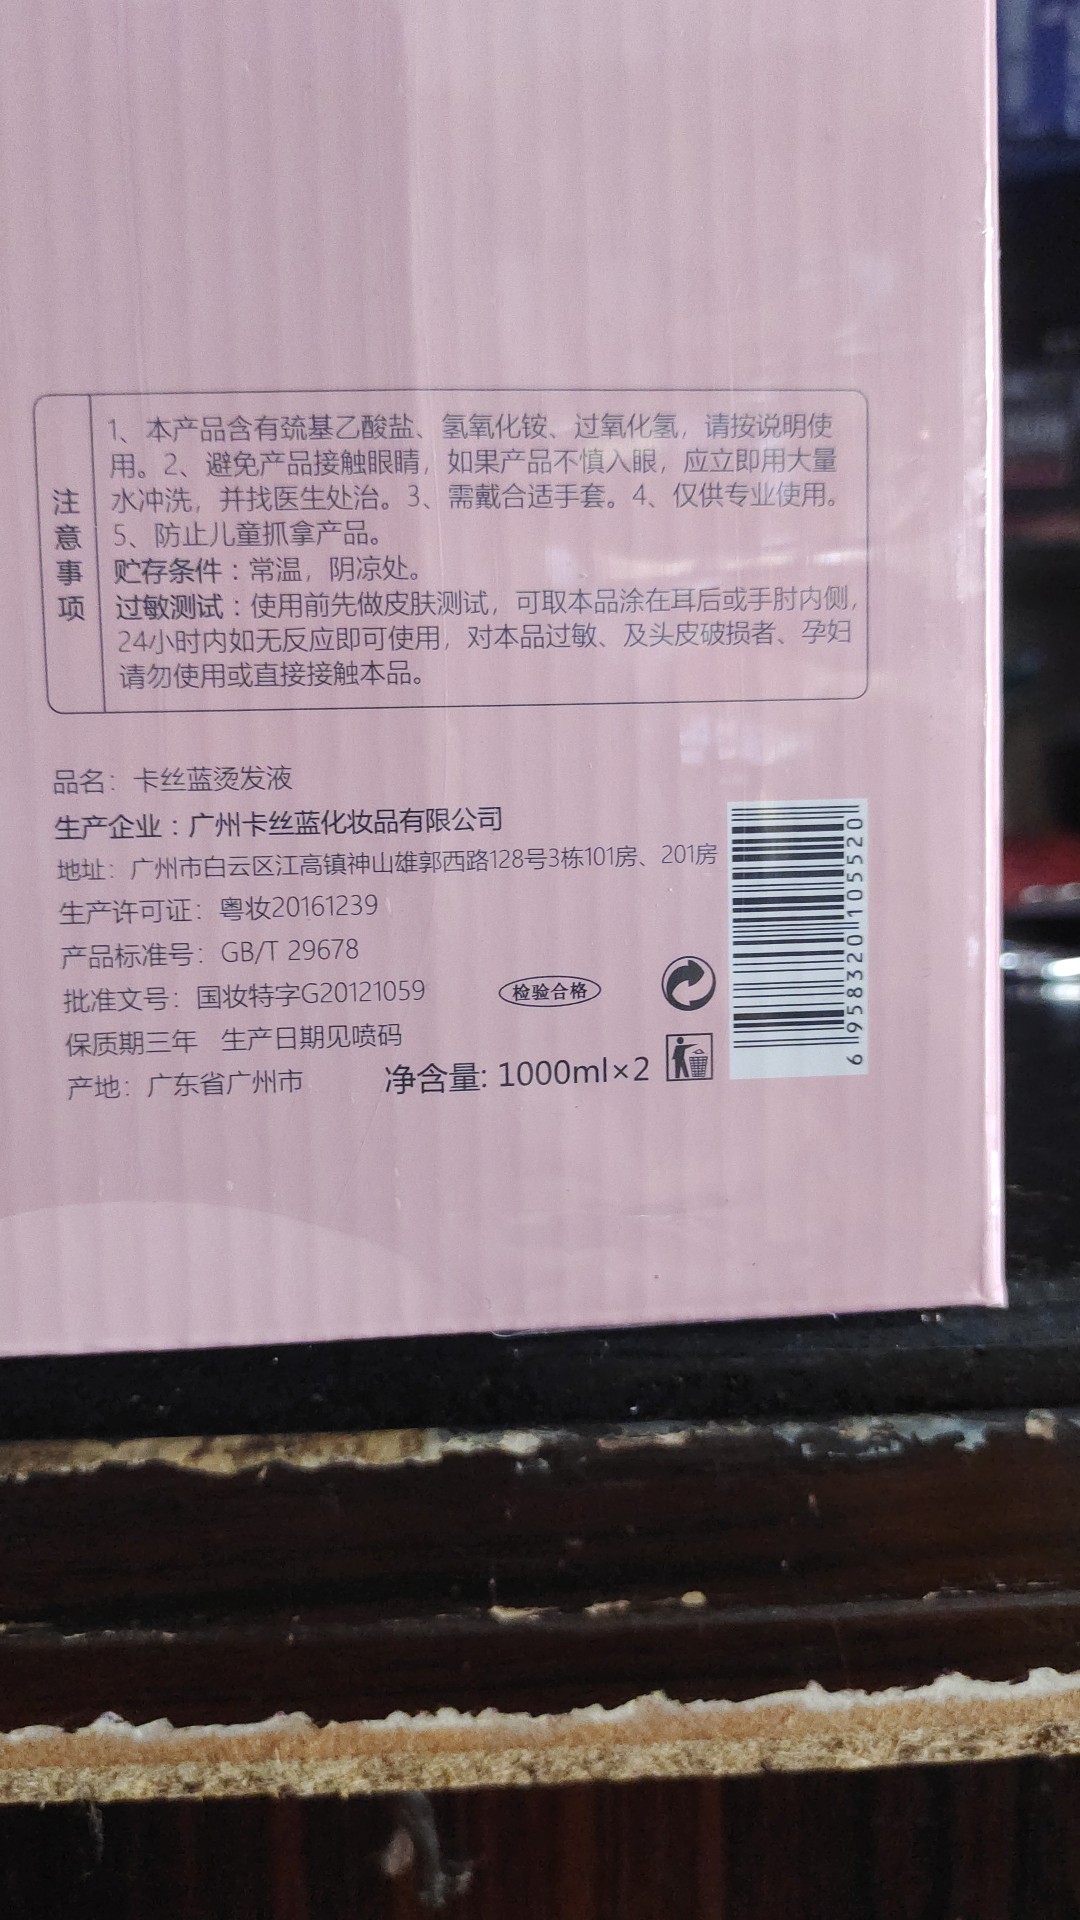 注意事项
1、本产品含有巯基乙酸盐、氢氧化铵、过氧化氢，请按说明使
用。2、避免产品接触眼睛，如果产品不慎入眼，应立即用大量
水冲洗，并找医生处治。3、需戴合适手套。4、仅供专业使用。
5、防止儿童抓拿产品。
贮存条件：常温，阴凉处。
过敏测试：使用前先做皮肤测试，可取本品涂在耳后或手肘内侧，
24小时内如无反应即可使用，对本品过敏、及头皮破损者、孕妇
请勿使用或直接接触本品。
品名：卡丝蓝烫发液
生产企业：广州卡丝蓝化妆品有限公司
地址：广州市白云区江高镇神山雄郭西路128号3栋101房、201房
生产许可证：粤妆20161239
产品标准号：GB/T 29678
批准文号：国妆特字G20121059
检验合格
保质期三年 生产日期见喷码
产地：广东省广州市
净含量: 1000ml×2
6 958320 105520